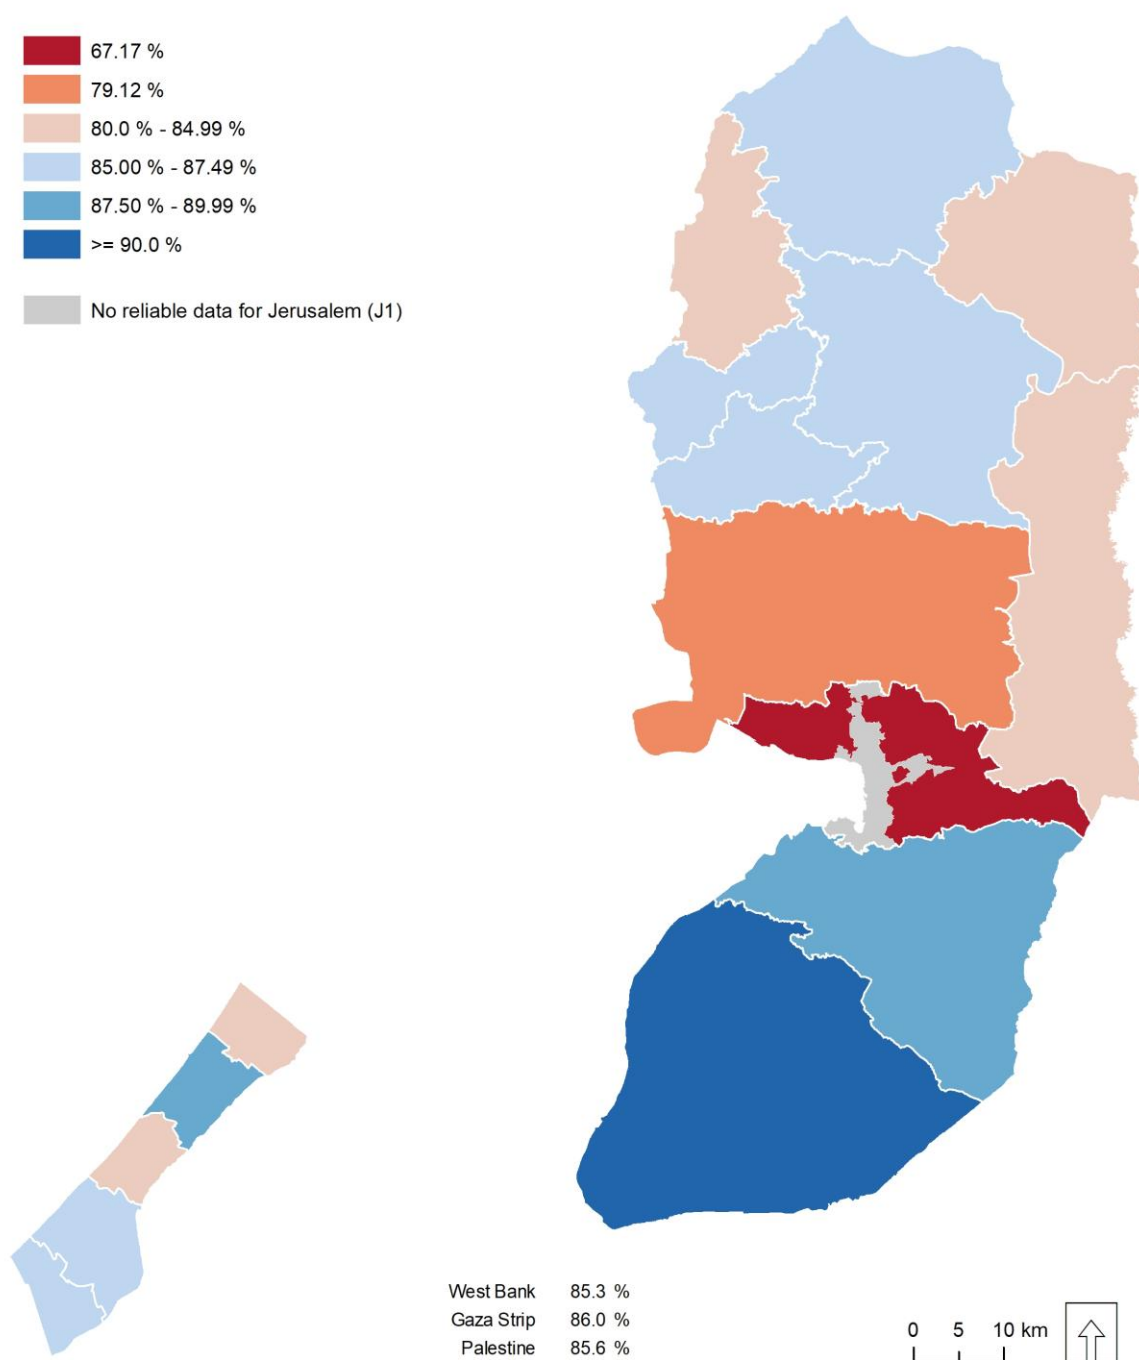 67.17 %
79.12 %
80.0 % - 84.99 %
85.00 % - 87.49 %
87.50 % - 89.99 %
>= 90.0 %
No reliable data for Jerusalem (J1)
West Bank 85.3 %
Gaza Strip 86.0 %
Palestine 85.6 %
0 5 10 km